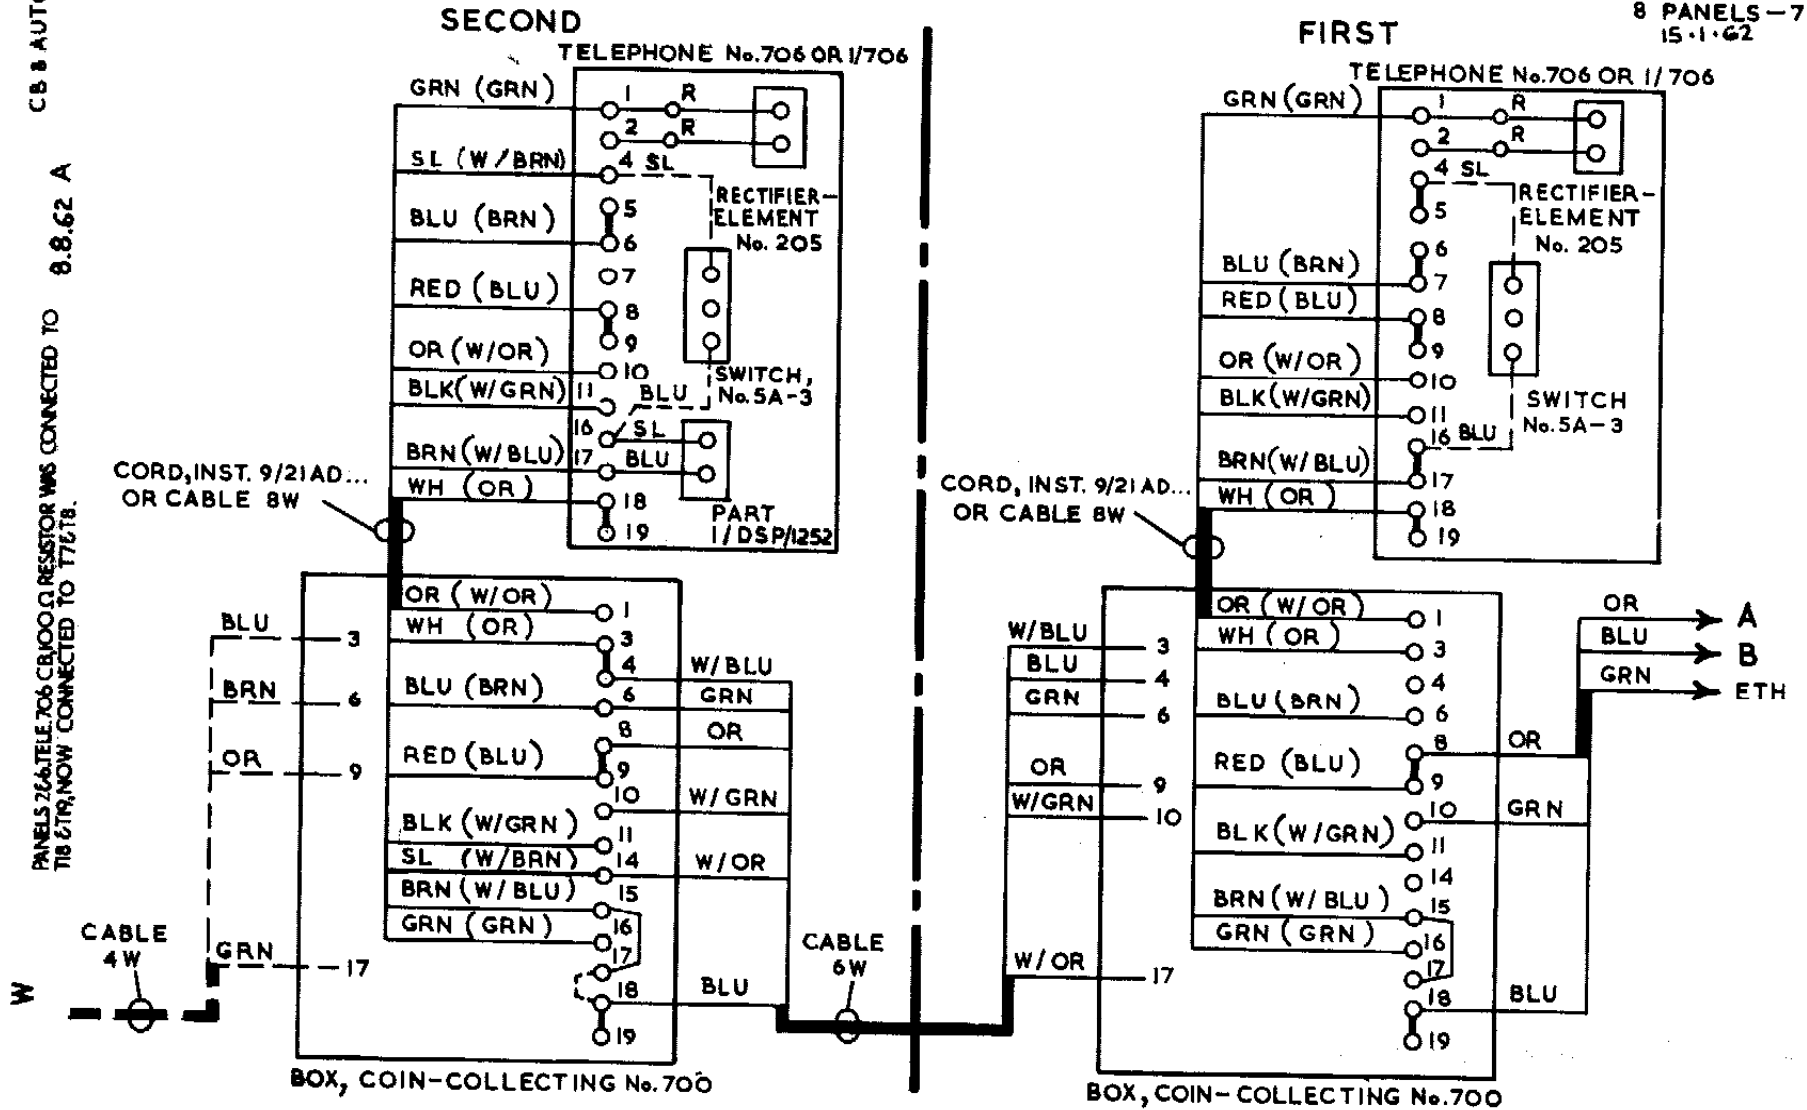 8 PANELS-7
15.1.62
CB & AUTO
8.8.62 A
PANELS 2&6.TELE.706 CB,1000Ω RESISTOR WAS CONNECTED TO
T18 & T19, NOW CONNECTED TO T7&T8.
W
SECOND
TELEPHONE No.706 OR 1/706
GRN (GRN)
1 R
2 R
SL (W/BRN)
4 SL
RECTIFIER-
ELEMENT
No. 205
BLU (BRN)
5
6
7
RED (BLU)
8
9
OR (W/OR)
10
SWITCH,
No.5A-3
BLK(W/GRN)
11
BLU
16 SL
BRN(W/BLU)
17 BLU
WH (OR)
18
19
PART
1/DSP/1252
CORD, INST. 9/21AD...
OR CABLE 8W
OR (W/OR)
1
WH (OR)
3
4
W/BLU
BLU (BRN)
6
GRN
8
OR
RED (BLU)
9
10
W/GRN
BLK (W/GRN)
11
SL (W/BRN)
14
W/OR
BRN (W/BLU)
15
GRN (GRN)
16
17
18
BLU
19
BLU
3
BRN
6
OR
9
GRN
17
CABLE
4W
CABLE
6W
BOX, COIN-COLLECTING No.700
FIRST
TELEPHONE No.706 OR 1/706
GRN (GRN)
1 R
2 R
4 SL
RECTIFIER-
ELEMENT
No. 205
5
6
BLU (BRN)
7
RED (BLU)
8
9
OR (W/OR)
10
SWITCH
No.5A-3
BLK(W/GRN)
11
16 BLU
BRN(W/BLU)
17
WH (OR)
18
19
CORD, INST. 9/21AD...
OR CABLE 8W
OR (W/OR)
1
WH (OR)
3
4
BLU (BRN)
6
8
OR
RED (BLU)
9
10
GRN
BLK (W/GRN)
11
14
BRN (W/BLU)
15
GRN (GRN)
16
17
18
BLU
19
W/BLU
3
BLU
4
GRN
6
OR
9
W/GRN
10
W/OR
17
OR
A
BLU
B
GRN
ETH
BOX, COIN-COLLECTING No.700